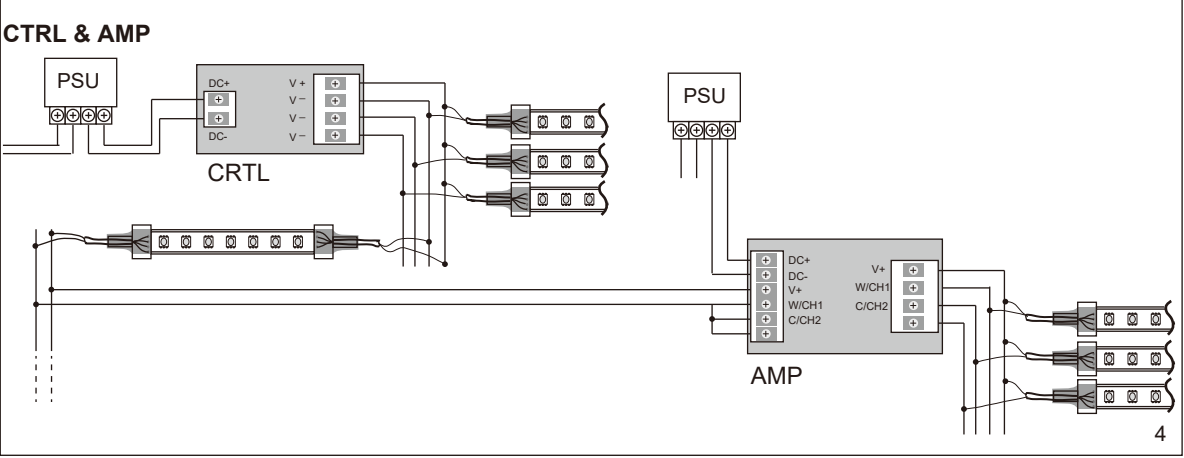 CTRL & AMP
PSU
DC+
DC-
V +
V –
V –
V –
CRTL
PSU
DC+
DC-
V+
W/CH1
C/CH2
V+
W/CH1
C/CH2
AMP
4